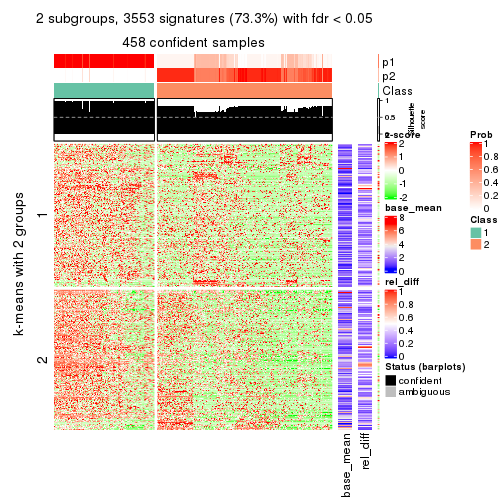 2 subgroups, 3553 signatures (73.3%) with fdr < 0.05
458 confident samples
p1
p2
Class
1
0.5
0
Silhouette
score
k-means with 2 groups
1
2
base_mean
rel_diff
z-score
2
1
0
-1
-2
base_mean
8
6
4
2
0
rel_diff
1
0.8
0.6
0.4
0.2
0
Status (barplots)
confident
ambiguous
Prob
1
0.8
0.6
0.4
0.2
0
Class
1
2